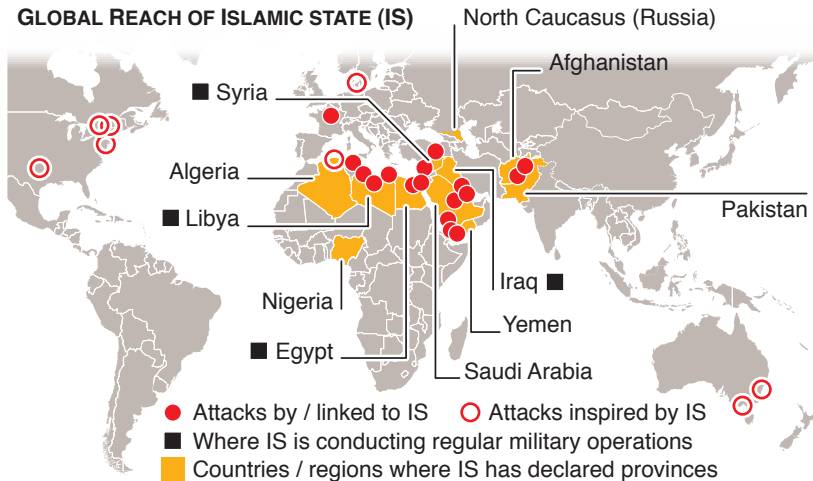 GLOBAL REACH OF ISLAMIC STATE (IS)
North Caucasus (Russia)
Afghanistan
Syria
Algeria
Pakistan
Libya
Iraq
Nigeria
Yemen
Egypt
Saudi Arabia
Attacks by / linked to IS
Attacks inspired by IS
Where IS is conducting regular military operations
Countries / regions where IS has declared provinces